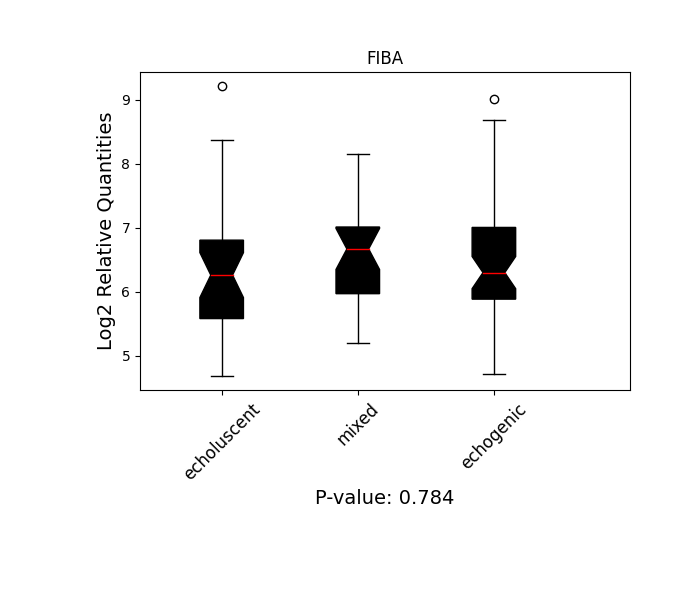 FIBA
Log2 Relative Quantities
9
8
7
6
5
echoluscent
mixed
echogenic
P-value: 0.784